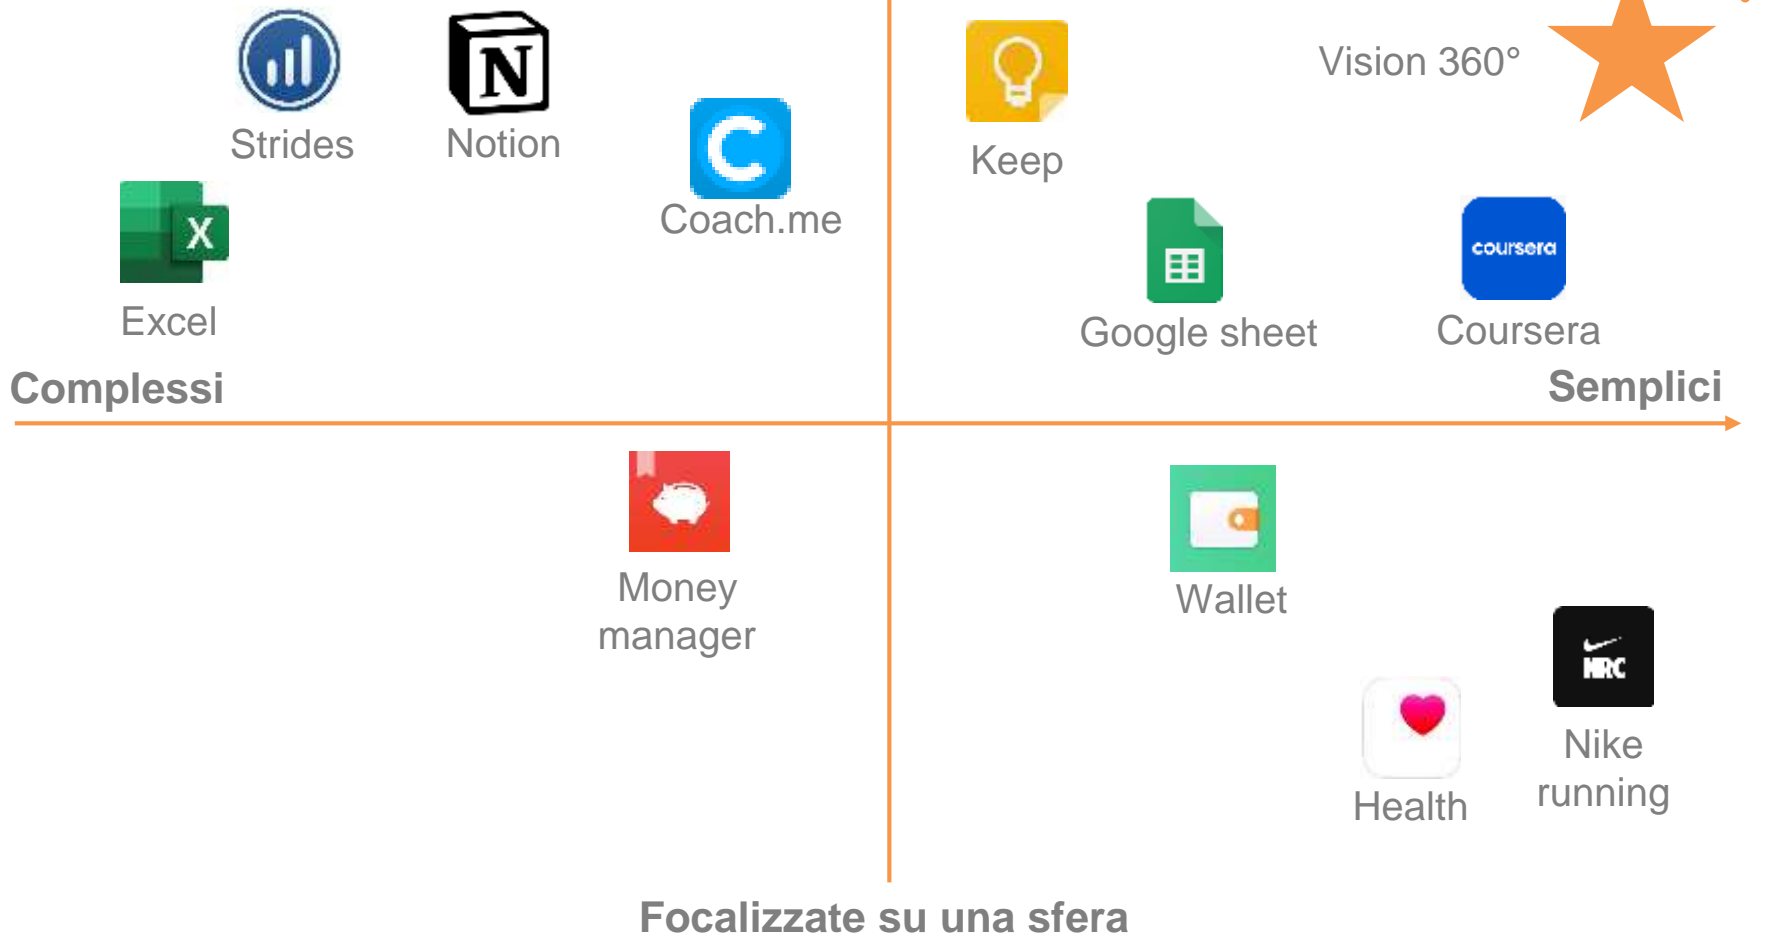 Vision 360°
Strides
Notion
N
C
Coach.me
Keep
X
Excel
coursera
Google sheet
Coursera
Complessi
Semplici
Money
manager
Wallet
NRC
Nike
running
Health
Focalizzate su una sfera